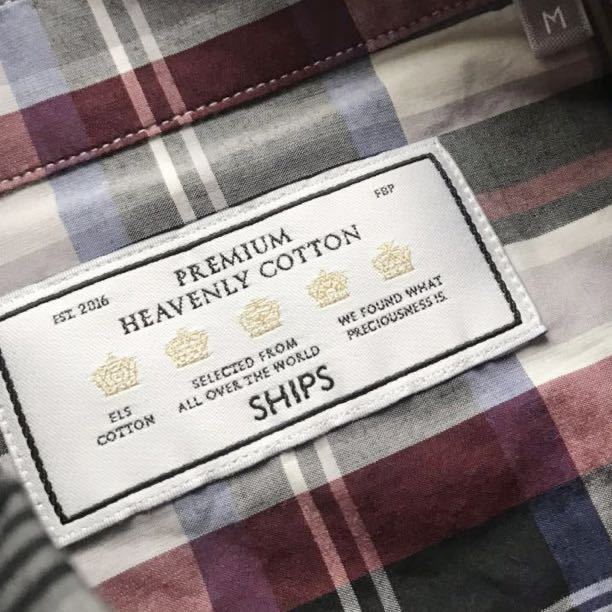 M
FBP
EST. 2016
PREMIUM
HEAVENLY COTTON
ELS
COTTON
SELECTED FROM
ALL OVER THE WORLD
WE FOUND WHAT
PRECIOUSNESS IS.
SHIPS